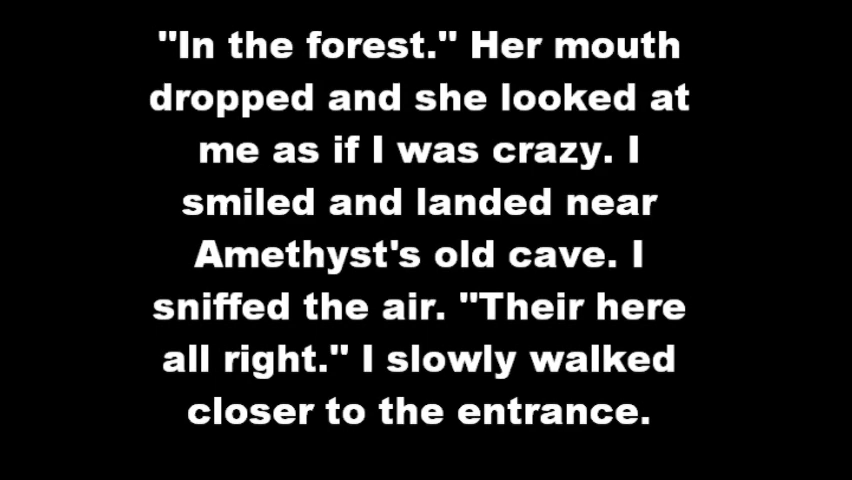 "In the forest." Her mouth
dropped and she looked at
me as if I was crazy. I
smiled and landed near
Amethyst's old cave. I
sniffed the air. "Their here
all right." I slowly walked
closer to the entrance.